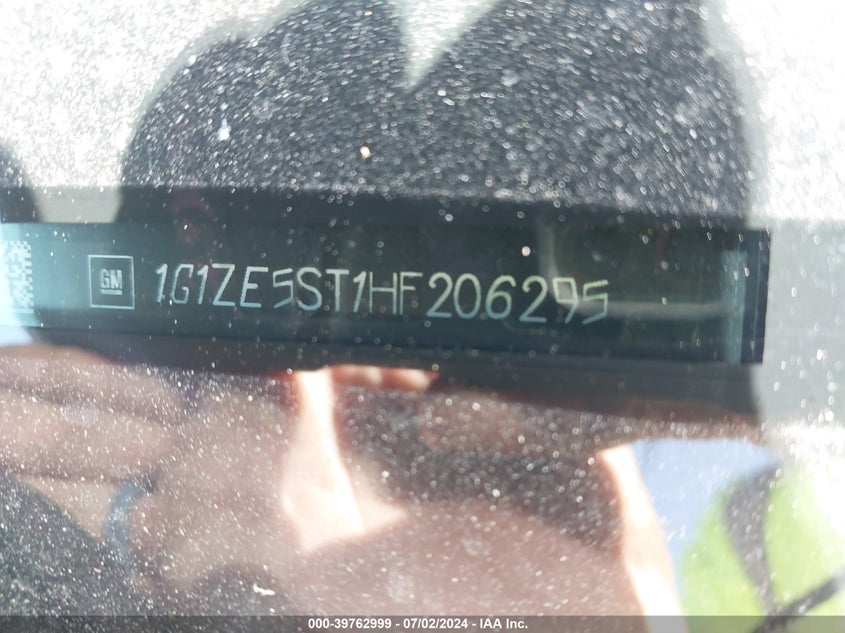 GM 1G1ZE5ST1HF206295
000-39762999 - 07/02/2024 - IAA Inc.